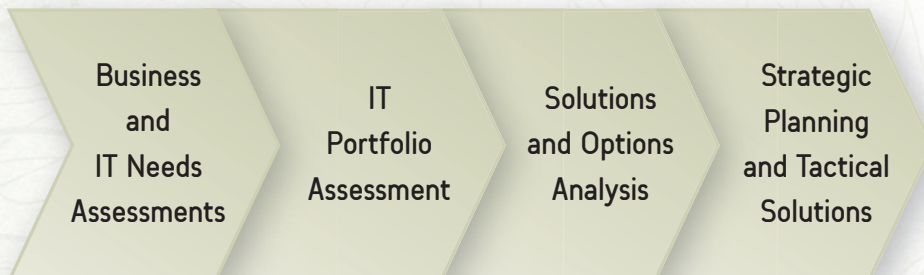 Business
and
IT Needs
Assessments
IT
Portfolio
Assessment
Solutions
and Options
Analysis
Strategic
Planning
and Tactical
Solutions